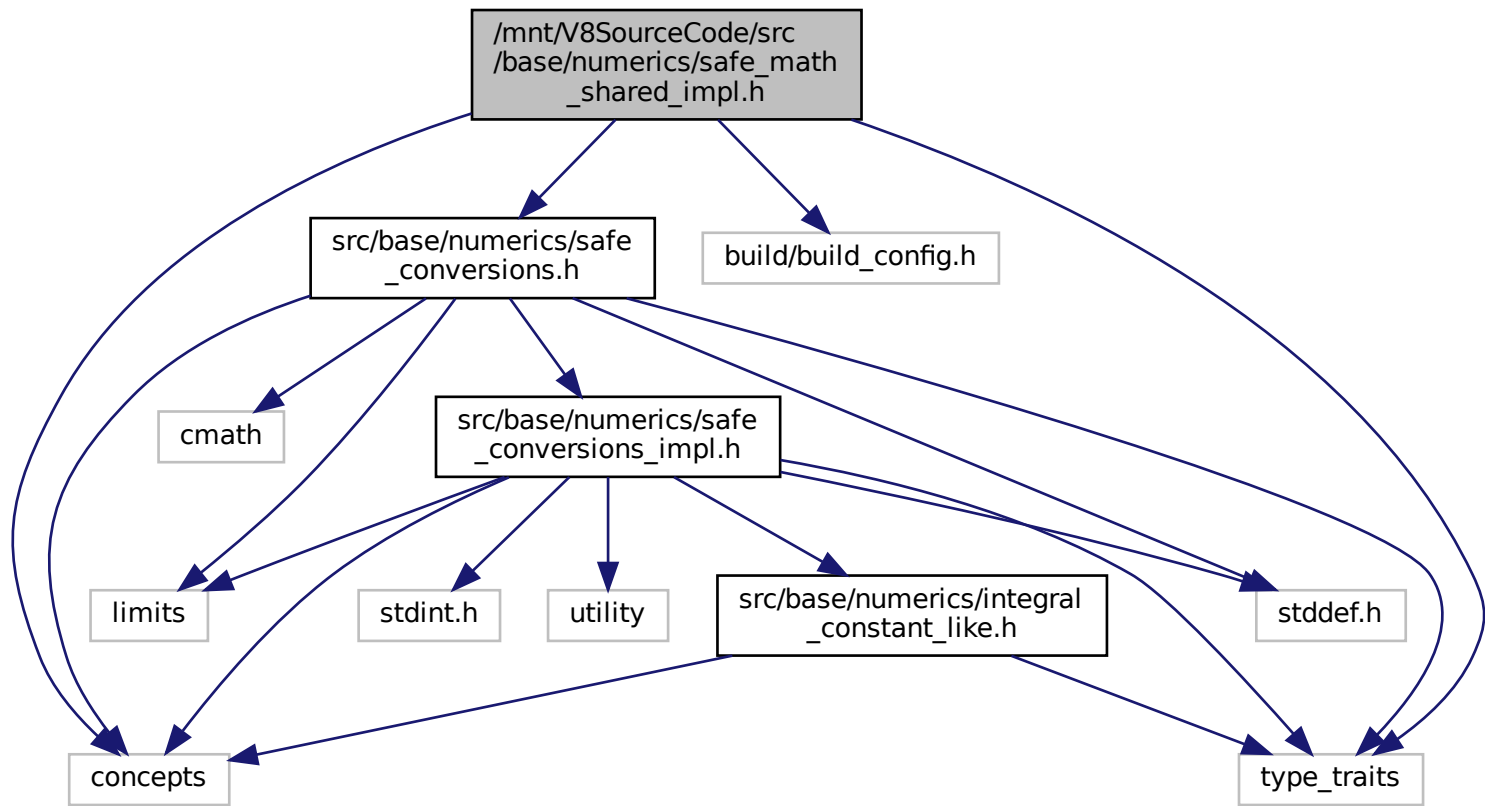 /mnt/V8SourceCode/src
/base/numerics/safe_math
_shared_impl.h
src/base/numerics/safe
_conversions.h
build/build_config.h
cmath
src/base/numerics/safe
_conversions_impl.h
limits
stdint.h
utility
src/base/numerics/integral
_constant_like.h
stddef.h
concepts
type_traits